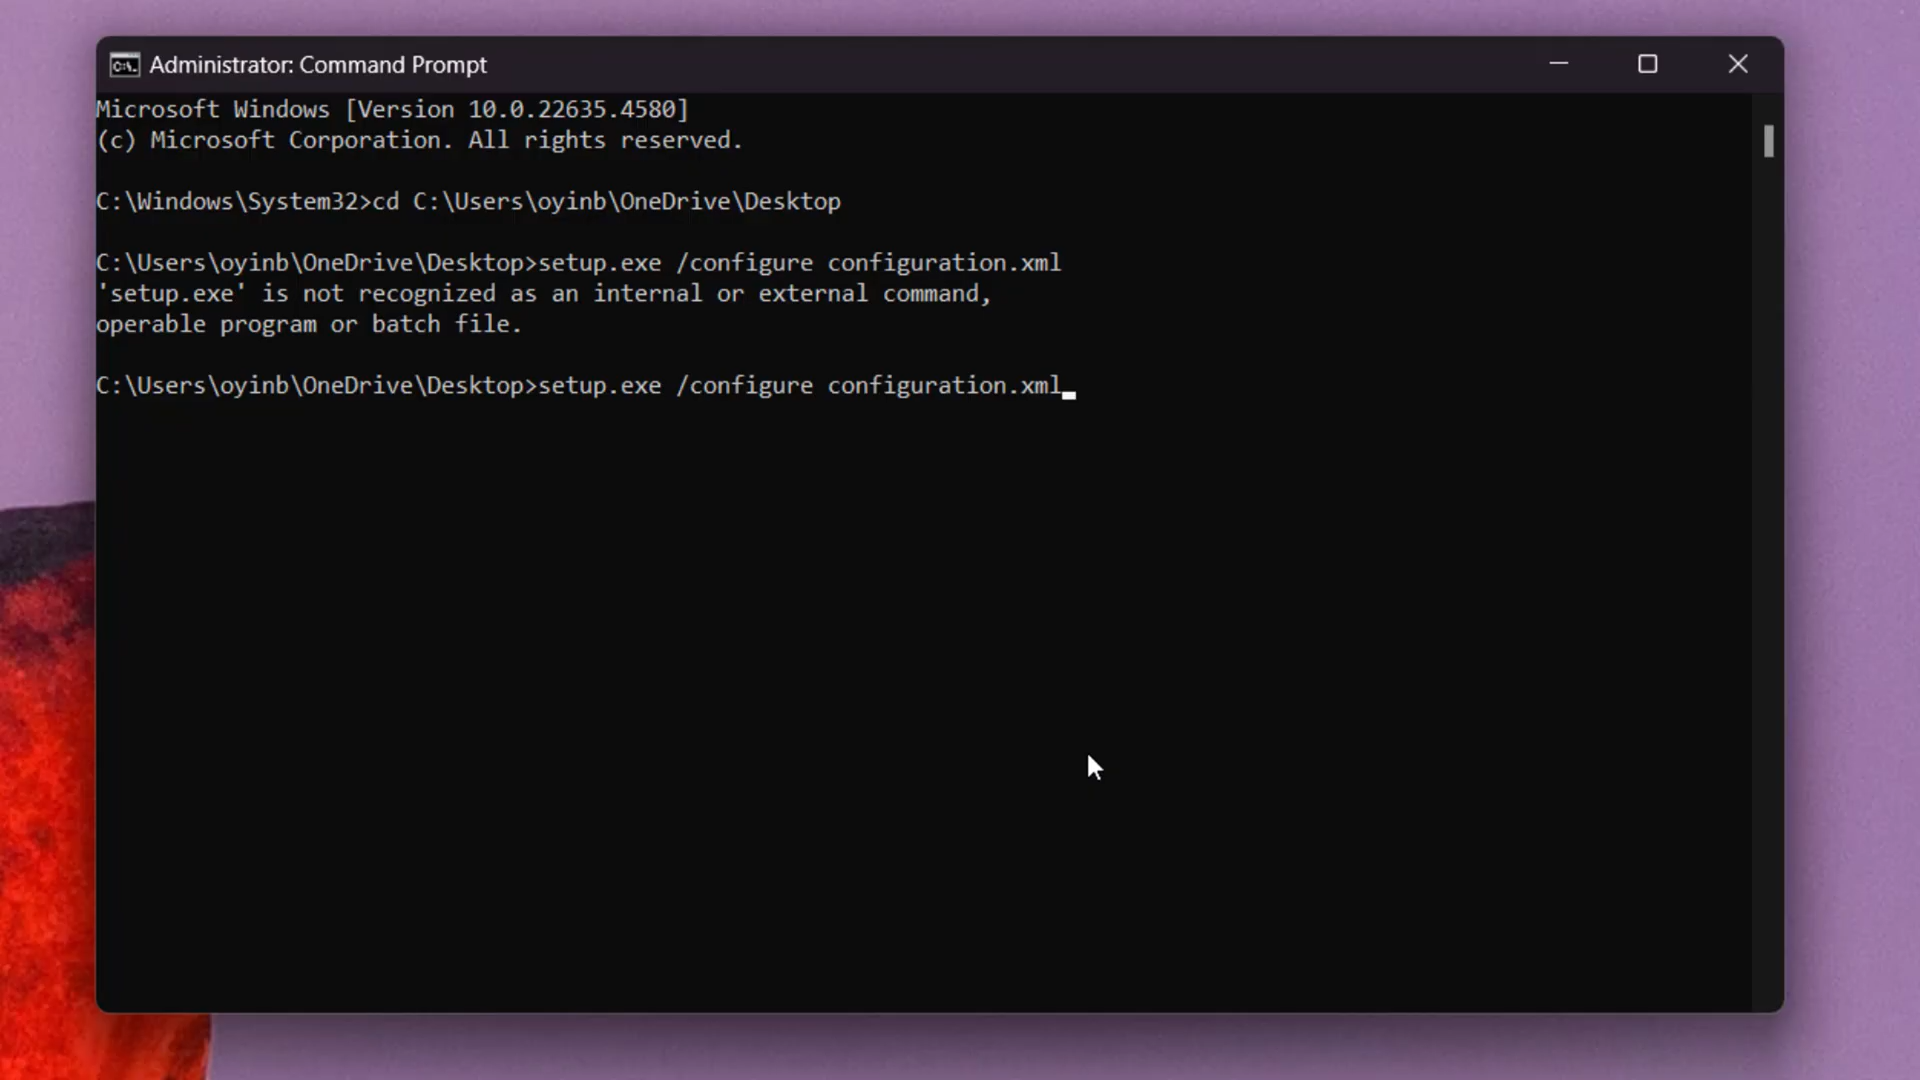 Administrator: Command Prompt
Microsoft Windows [Version 10.0.22635.4580]
(c) Microsoft Corporation. All rights reserved.
C:\Windows\System32>cd C:\Users\oyinb\OneDrive\Desktop
C:\Users\oyinb\OneDrive\Desktop>setup.exe /configure configuration.xml
'setup.exe' is not recognized as an internal or external command,
operable program or batch file.
C:\Users\oyinb\OneDrive\Desktop>setup.exe /configure configuration.xml